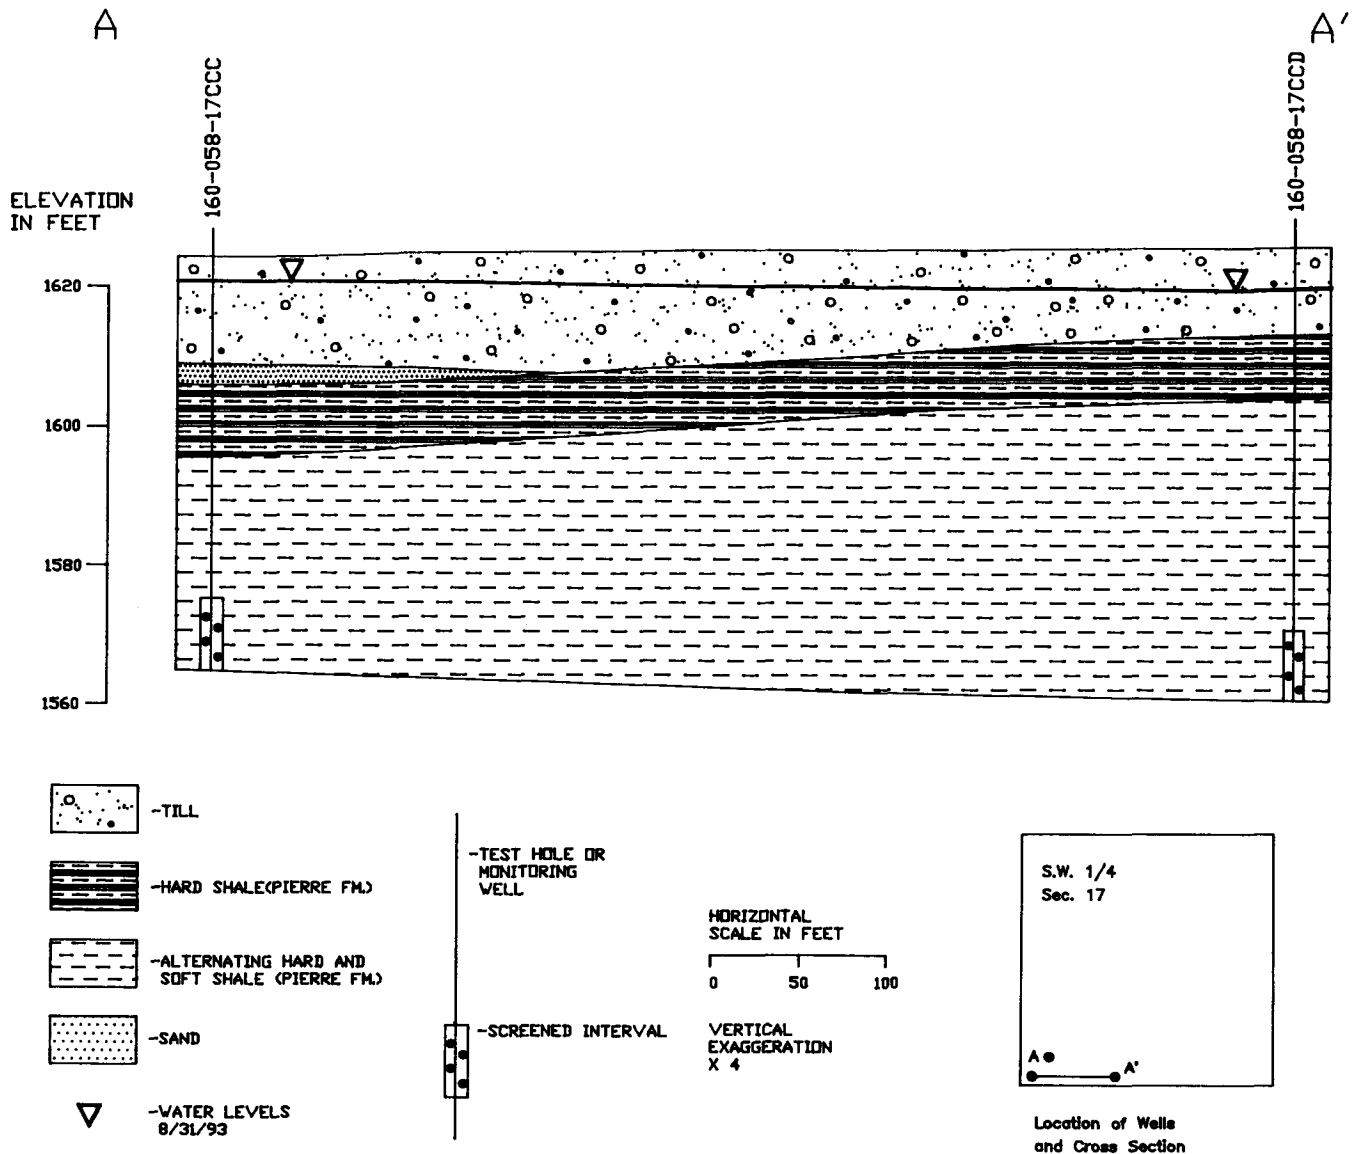 A
A'
160-058-17CCC
160-058-17CCD
ELEVATION
IN FEET
1620
1600
1580
1560
-TILL
-HARD SHALE(PIERRE FM.)
-ALTERNATING HARD AND
SOFT SHALE (PIERRE FM.)
-SAND
-WATER LEVELS
8/31/93
-TEST HOLE OR
MONITORING
WELL
-SCREENED INTERVAL
HORIZONTAL
SCALE IN FEET
0 50 100
VERTICAL
EXAGGERATION
X 4
S.W. 1/4
Sec. 17
A
A'
Location of Wells
and Cross Section